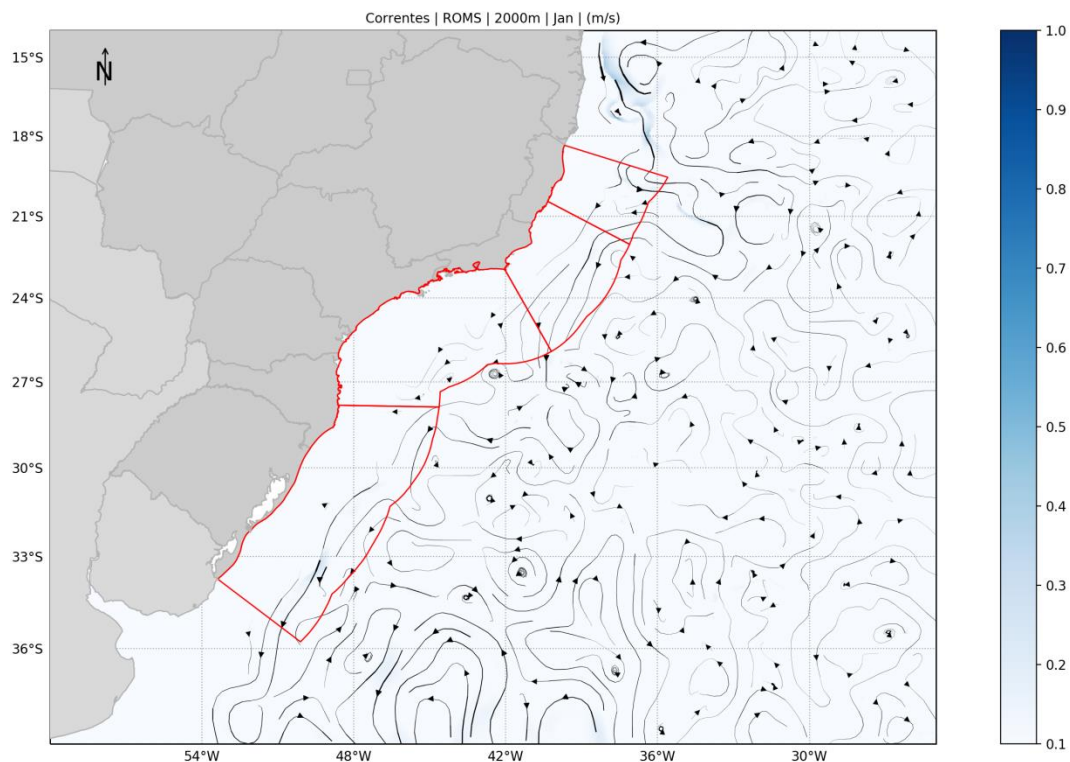 Correntes | ROMS | 2000m | Jan | (m/s)
N
15°S
18°S
21°S
24°S
27°S
30°S
33°S
36°S
54°W
48°W
42°W
36°W
30°W
1.0
0.9
0.8
0.7
0.6
0.5
0.4
0.3
0.2
0.1